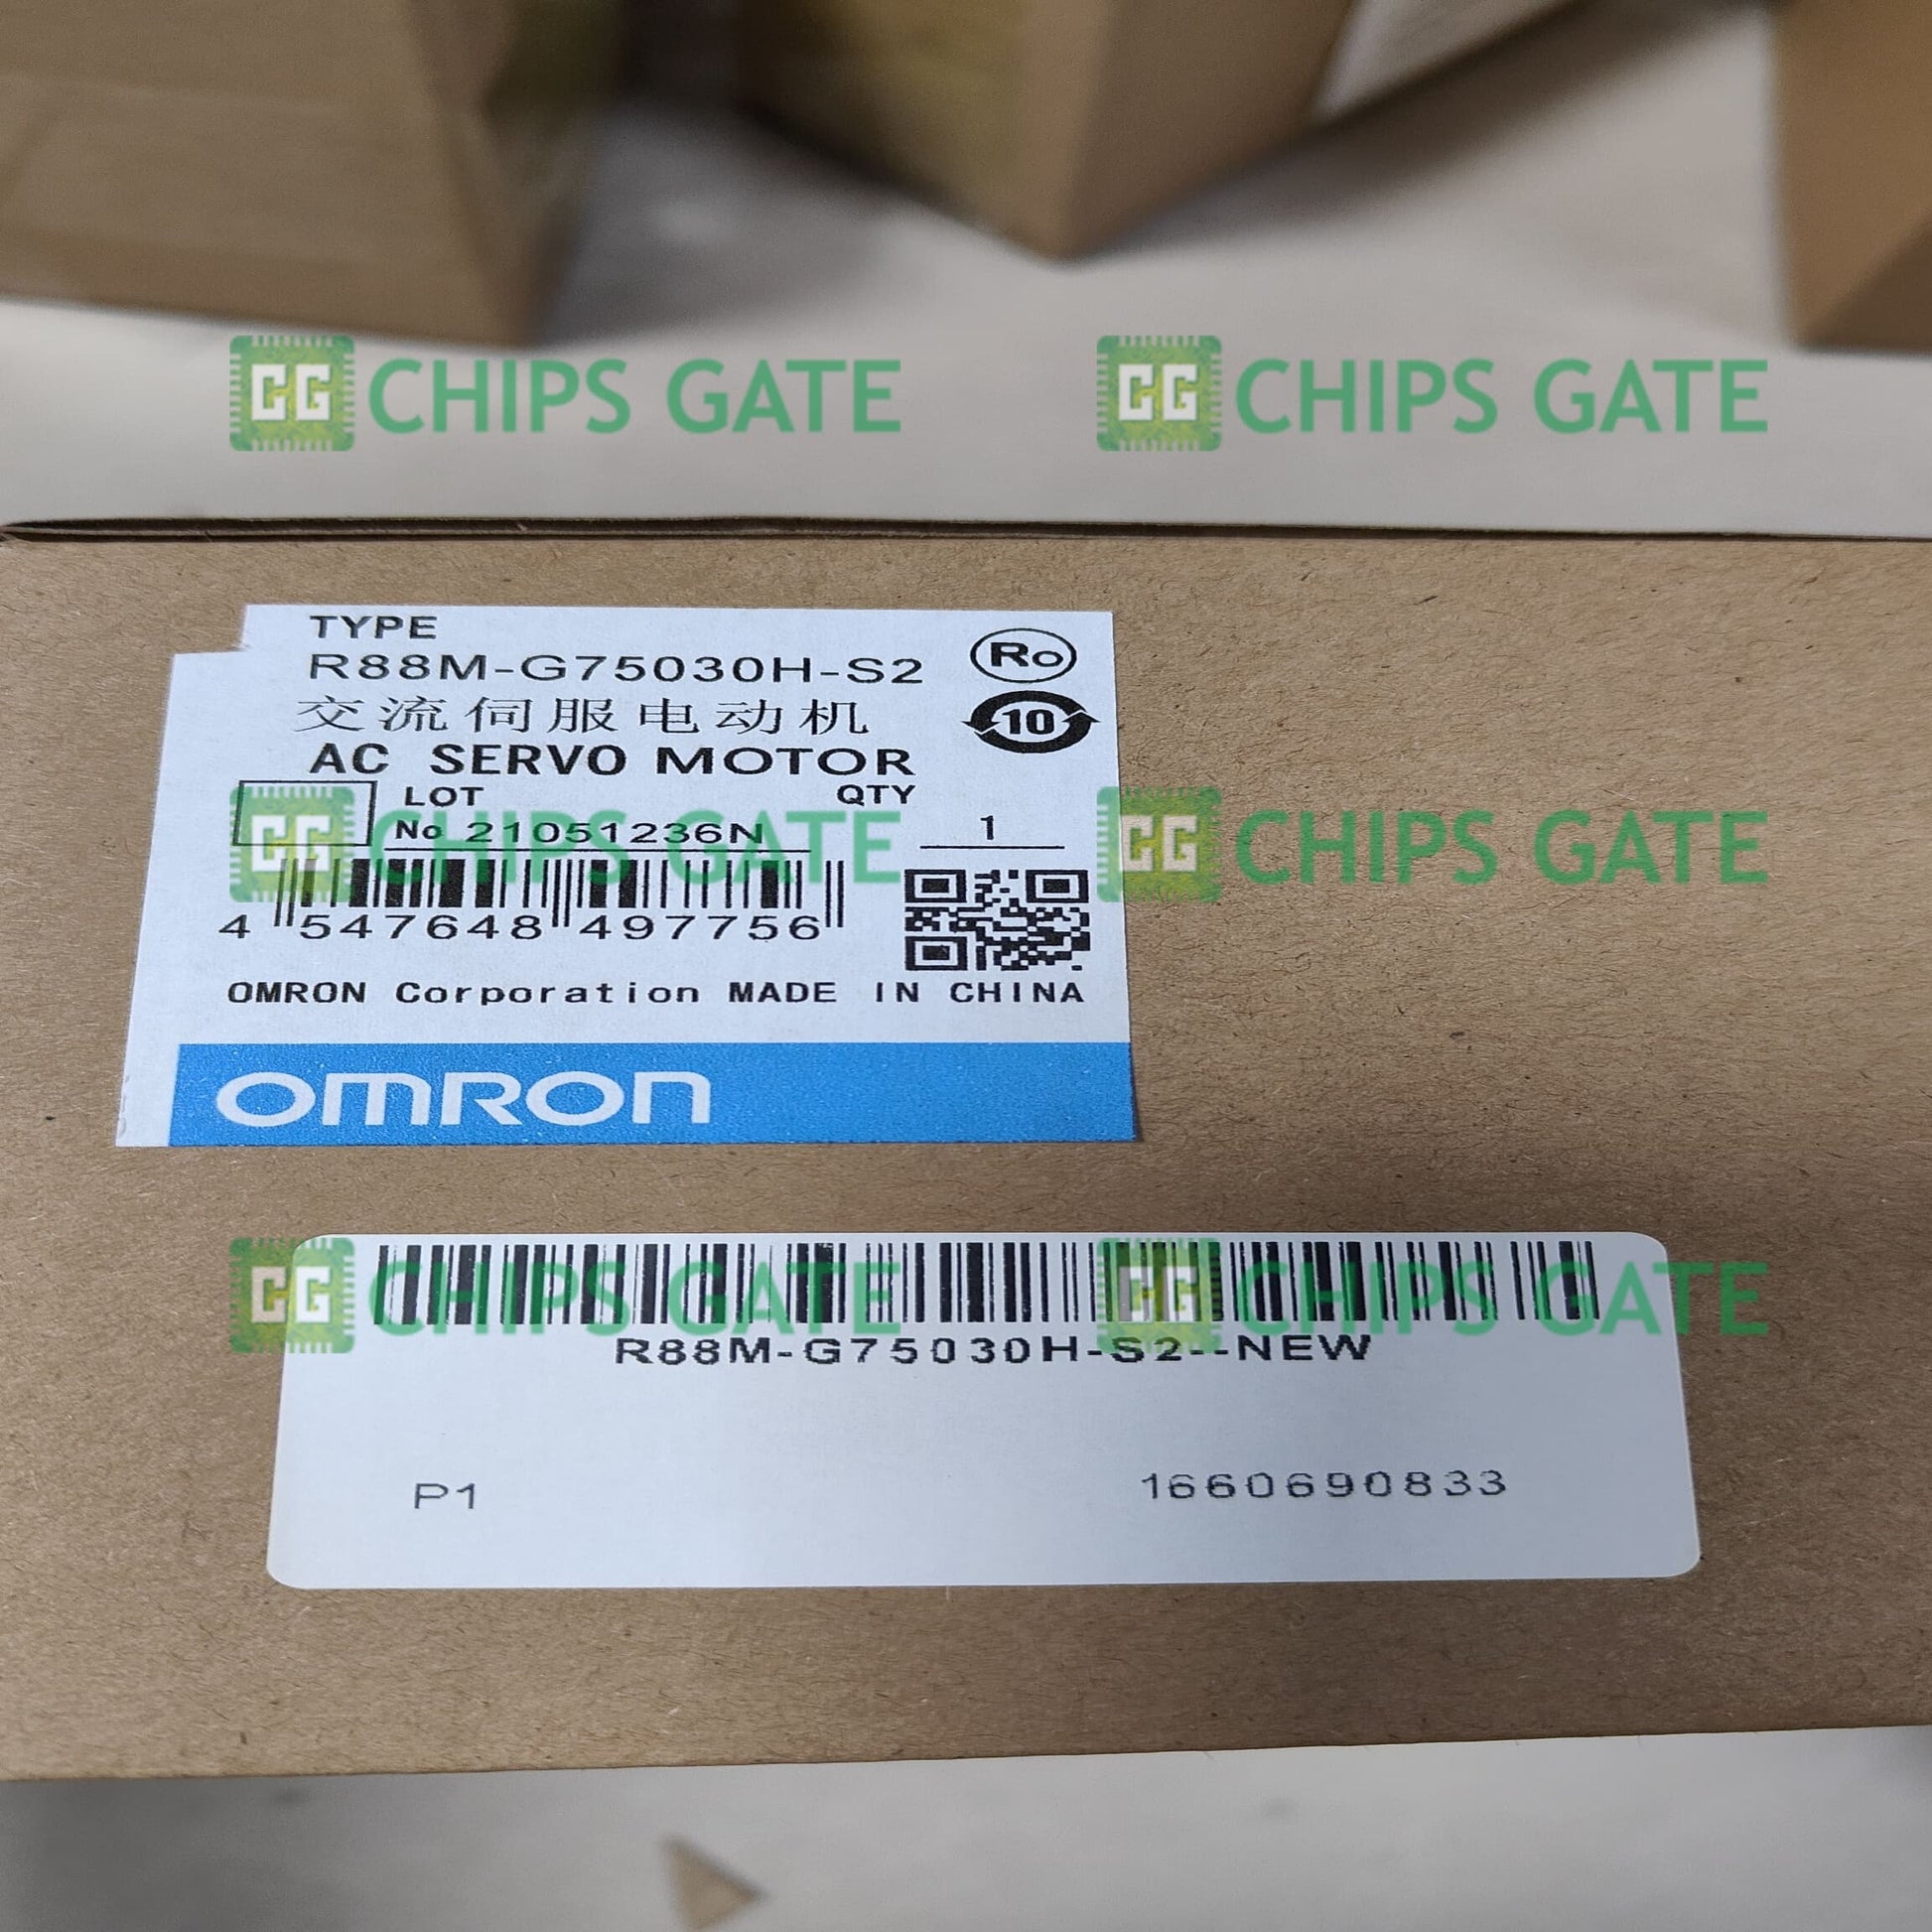 CG CHIPS GATE CG CHIPS GATE
TYPE
R88M-G75030H-S2
Ro
交流伺服电动机
10
AC SERVO MOTOR
LOT QTY
No 21051236N 1
CG CHIPS GATE CG CHIPS GATE
4 547648 497756
OMRON Corporation MADE IN CHINA
OMRON
CG CHIPS GATE CG CHIPS GATE
R88M-G75030H-S2--NEW
P1 1660690833